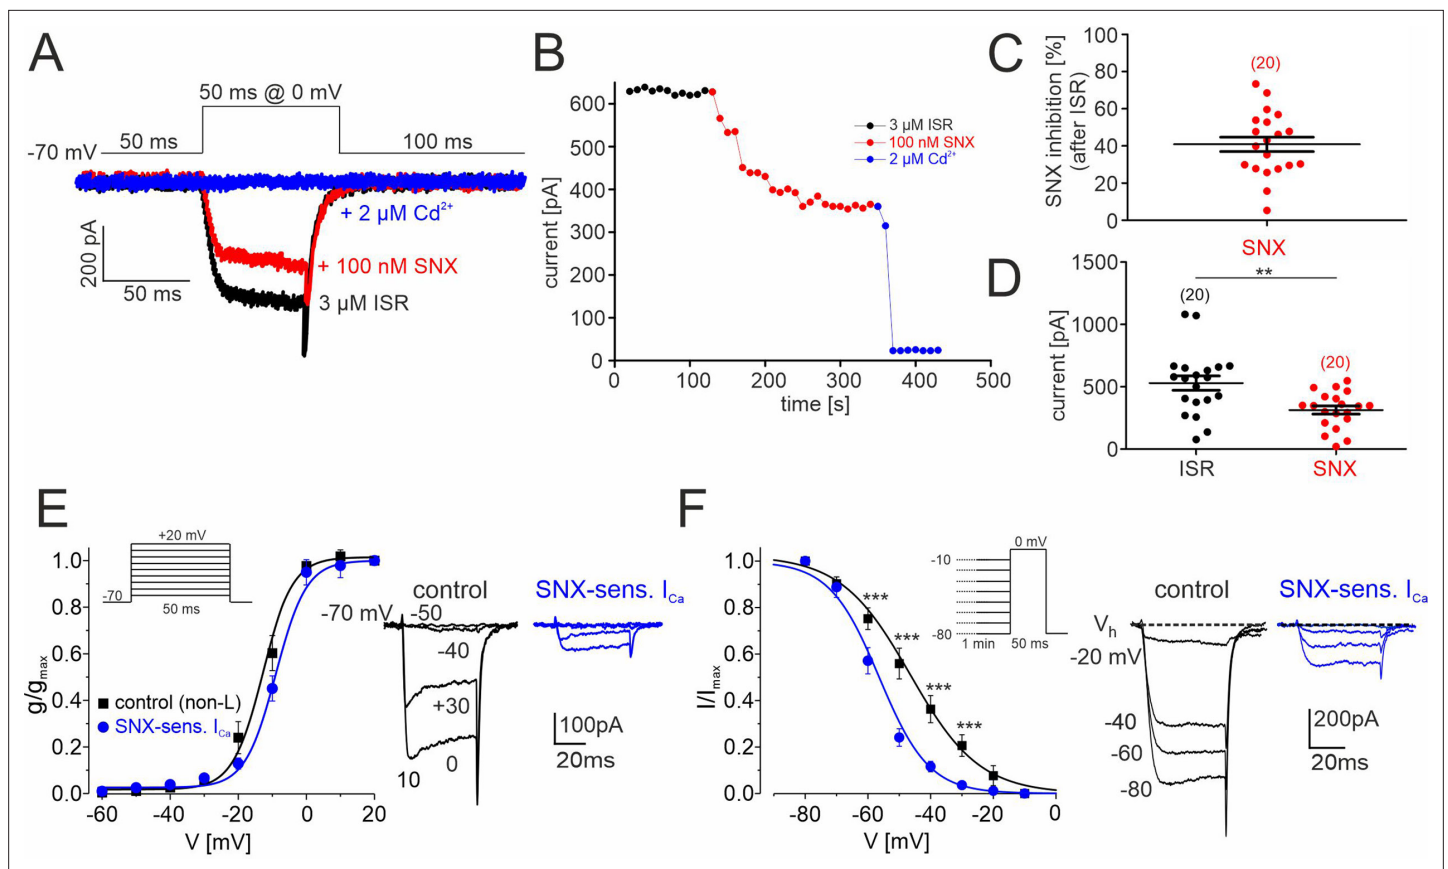 A
50 ms @ 0 mV
50 ms
100 ms
-70 mV
+ 2 µM Cd²⁺
+ 100 nM SNX
3 µM ISR
200 pA
50 ms
B
600
500
400
300
200
100
0
current [pA]
0
100
200
300
400
500
time [s]
3 µM ISR
100 nM SNX
2 µM Cd²⁺
C
SNX inhibition [%]
(after ISR)
100
80
60
40
20
0
(20)
SNX
D
current [pA]
1500
1000
500
0
**
(20)
(20)
ISR
SNX
E
+20 mV
-70
50 ms
g/gmax
1.0
0.8
0.6
0.4
0.2
0.0
-60
-40
-20
0
20
V [mV]
control (non-L)
SNX-sens. ICa
control
SNX-sens. ICa
-70 mV
-50
-40
+30
0
10
100pA
20ms
F
0 mV
-10
-80
1 min
50 ms
I/Imax
1.0
0.8
0.6
0.4
0.2
0.0
-80
-60
-40
-20
0
V [mV]
***
***
***
***
control
SNX-sens. ICa
Vh
-20 mV
-40
-60
-80
200pA
20ms